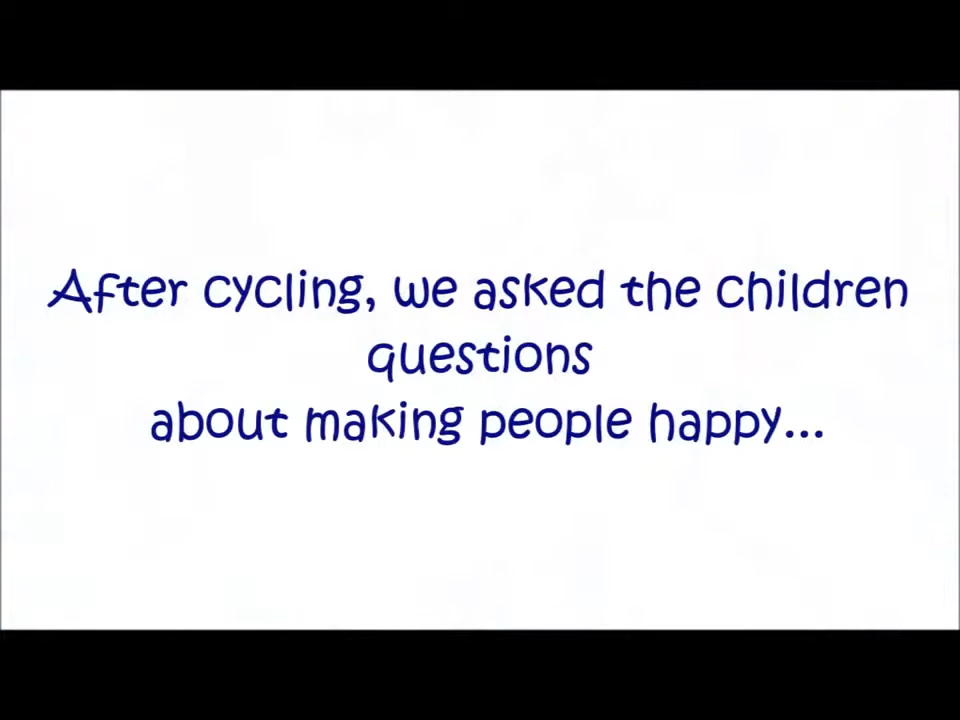 After cycling, we asked the children
questions
about making people happy...